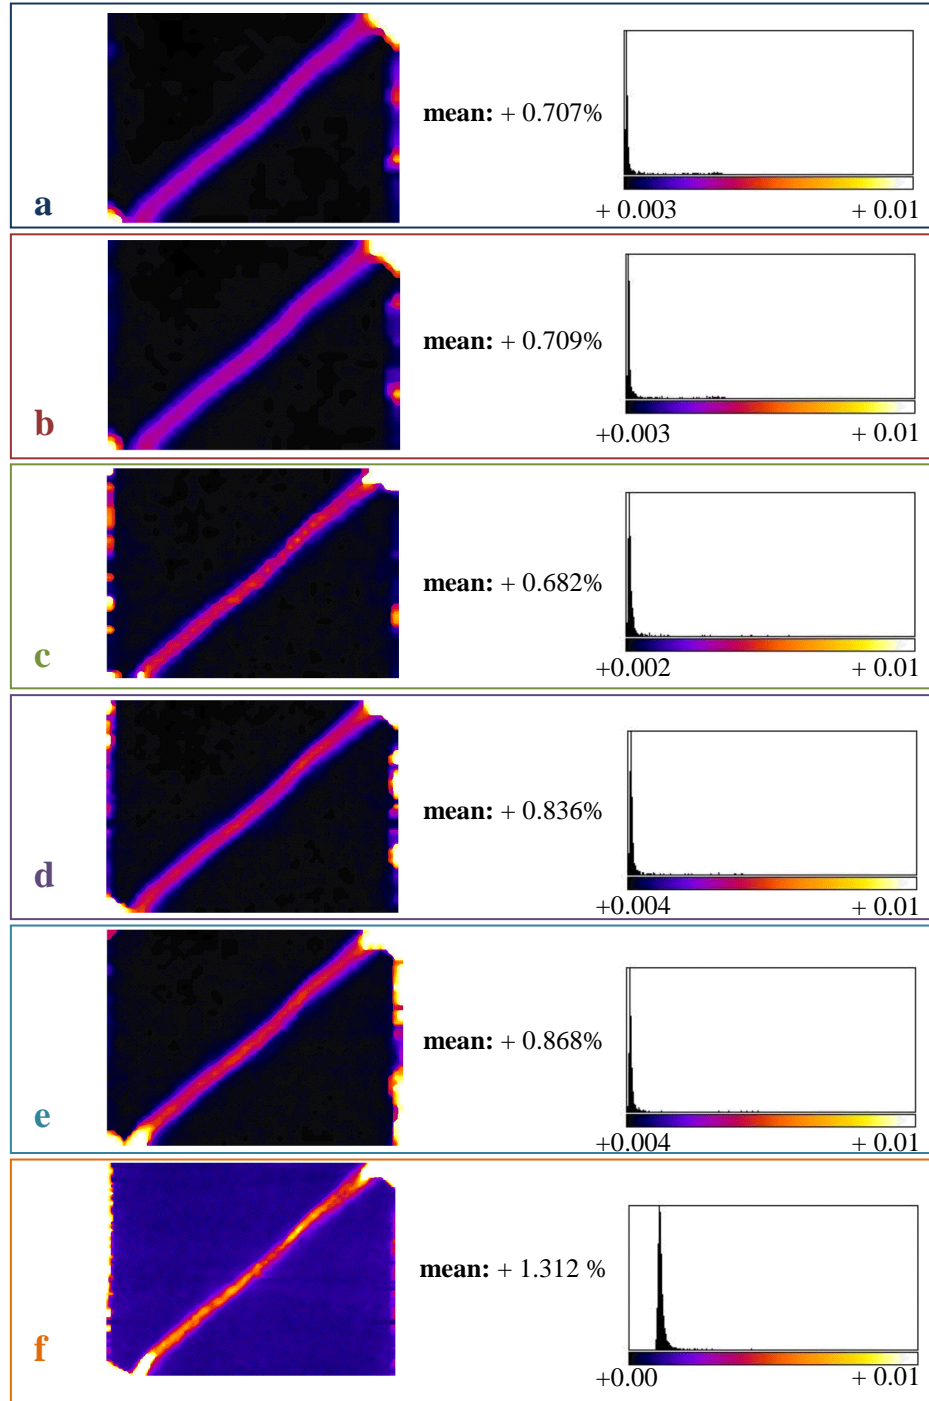 mean: + 0.707%
a
+ 0.003 + 0.01
mean: + 0.709%
b
+0.003 + 0.01
mean: + 0.682%
c
+0.002 + 0.01
mean: + 0.836%
d
+0.004 + 0.01
mean: + 0.868%
e
+0.004 + 0.01
mean: + 1.312 %
f
+0.00 + 0.01